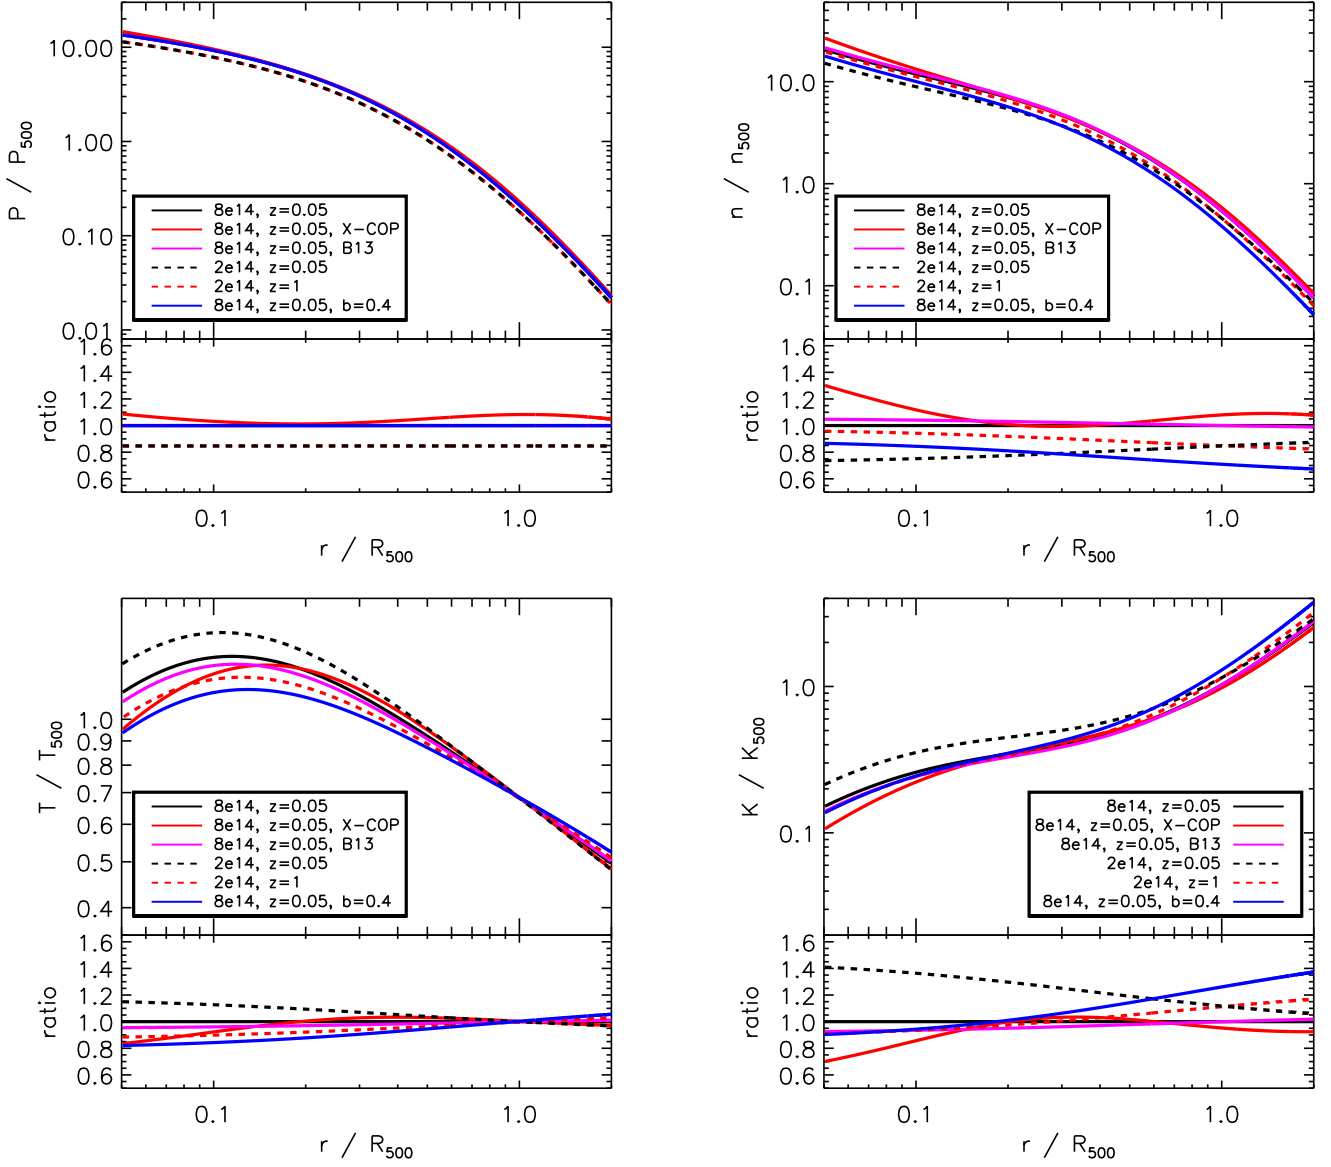 10.00
1.00
0.10
0.01
P / P500
8e14, z=0.05
8e14, z=0.05, X-COP
8e14, z=0.05, B13
2e14, z=0.05
2e14, z=1
8e14, z=0.05, b=0.4
1.6
1.4
1.2
1.0
0.8
0.6
ratio
0.1 1.0
r / R500
10.0
1.0
0.1
n / n500
8e14, z=0.05
8e14, z=0.05, X-COP
8e14, z=0.05, B13
2e14, z=0.05
2e14, z=1
8e14, z=0.05, b=0.4
1.6
1.4
1.2
1.0
0.8
0.6
ratio
0.1 1.0
r / R500
1.0
0.9
0.8
0.7
0.6
0.5
0.4
T / T500
8e14, z=0.05
8e14, z=0.05, X-COP
8e14, z=0.05, B13
2e14, z=0.05
2e14, z=1
8e14, z=0.05, b=0.4
1.6
1.4
1.2
1.0
0.8
0.6
ratio
0.1 1.0
r / R500
1.0
0.1
K / K500
8e14, z=0.05
8e14, z=0.05, X-COP
8e14, z=0.05, B13
2e14, z=0.05
2e14, z=1
8e14, z=0.05, b=0.4
1.6
1.4
1.2
1.0
0.8
0.6
ratio
0.1 1.0
r / R500